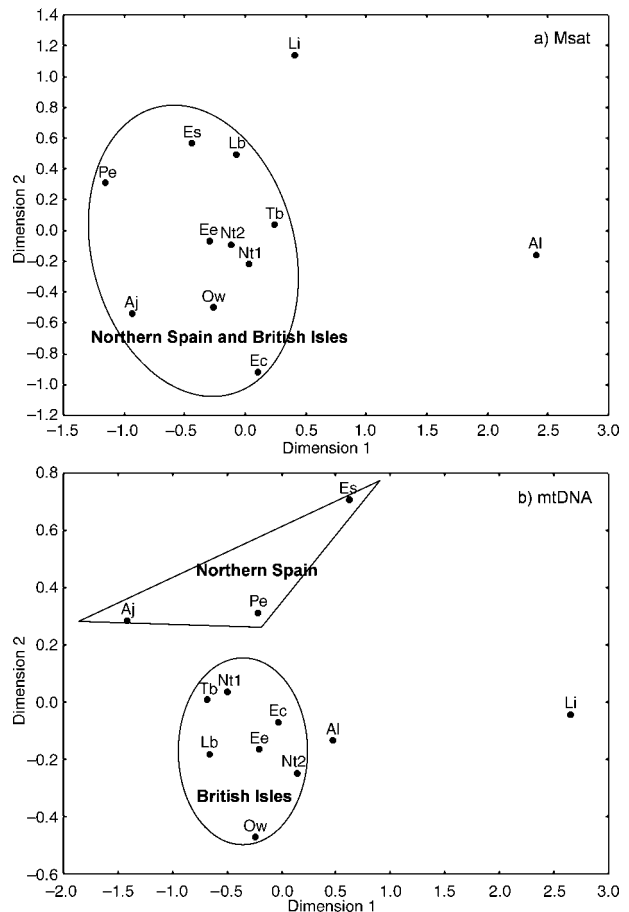 a) Msat
1.4
1.2
1.0
0.8
0.6
0.4
0.2
0.0
−0.2
−0.4
−0.6
−0.8
−1.0
−1.2
Dimension 2
Li
Es
Lb
Pe
Tb
Ee Nt2
Nt1
Al
Aj
Ow
Northern Spain and British Isles
Ec
−1.5 −1.0 −0.5 0.0 0.5 1.0 1.5 2.0 2.5 3.0
Dimension 1
b) mtDNA
0.8
0.6
0.4
0.2
0.0
−0.2
−0.4
−0.6
Dimension 2
Es
Northern Spain
Pe
Aj
Tb Nt1
Ec
Li
Al
Lb Ee
Nt2
British Isles
Ow
−2.0 −1.5 −1.0 −0.5 0.0 0.5 1.0 1.5 2.0 2.5 3.0
Dimension 1